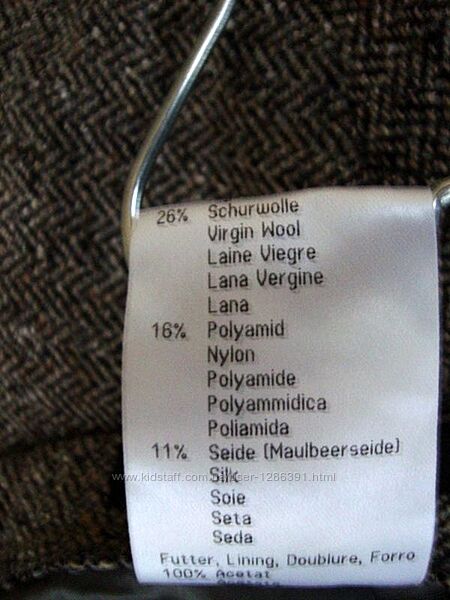 26% Schurwolle
Virgin Wool
Laine Viegre
Lana Vergine
Lana
16% Polyamid
Nylon
Polyamide
Polyammidica
Poliamida
11% Seide (Maulbeerseide)
Silk
Soie
Seta
Seda
Futter, Lining, Doublure, Forro
100% Acetat